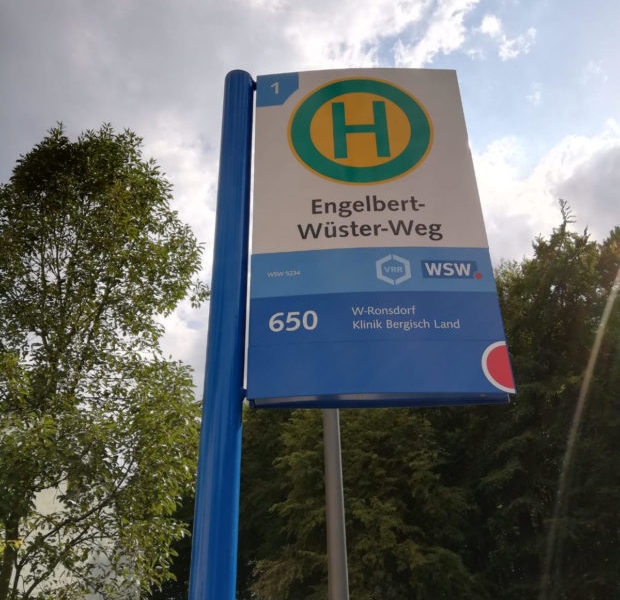 1
H
Engelbert-
Wüster-Weg
WSW 5234
VRR
WSW.
650
W-Ronsdorf
Klinik Bergisch Land